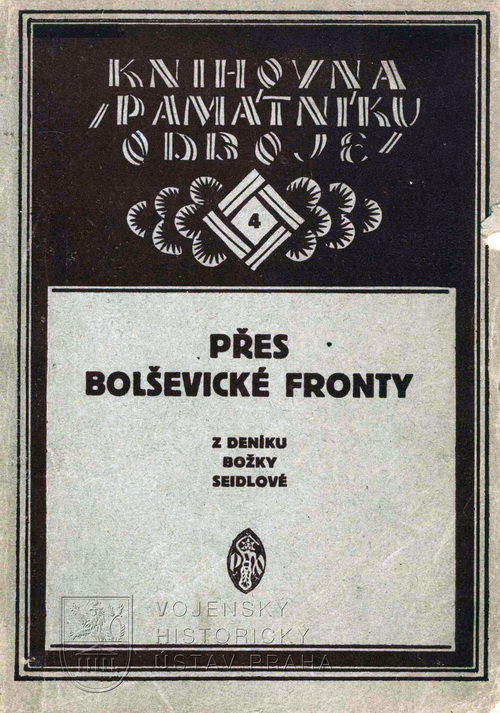 KNIHOVNA
/PAMÁTNÍKU
ODBOJE/
4
PŘES
BOLŠEVICKÉ FRONTY
Z DENÍKU
BOŽKY
SEIDLOVÉ
VOJENSKÝ
HISTORICKÝ
ÚSTAV PRAHA